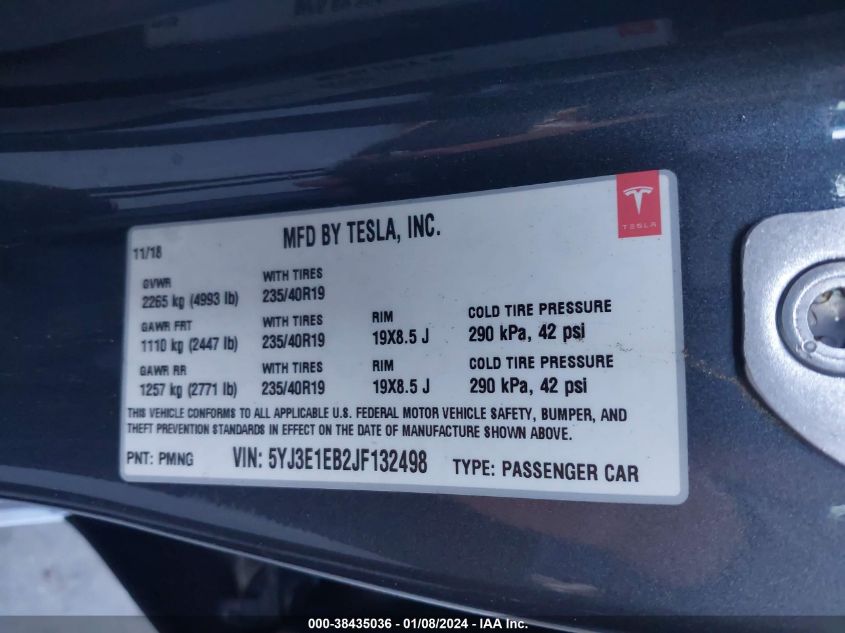 MFD BY TESLA, INC.
TESLA
11/18
GVWR
2265 kg (4993 lb)
WITH TIRES
235/40R19
GAWR FRT
1110 kg (2447 lb)
WITH TIRES
235/40R19
RIM
19X8.5 J
COLD TIRE PRESSURE
290 kPa, 42 psi
GAWR RR
1257 kg (2771 lb)
WITH TIRES
235/40R19
RIM
19X8.5 J
COLD TIRE PRESSURE
290 kPa, 42 psi
THIS VEHICLE CONFORMS TO ALL APPLICABLE U.S. FEDERAL MOTOR VEHICLE SAFETY, BUMPER, AND
THEFT PREVENTION STANDARDS IN EFFECT ON THE DATE OF MANUFACTURE SHOWN ABOVE.
PNT: PMNG VIN: 5YJ3E1EB2JF132498 TYPE: PASSENGER CAR
000-38435036 - 01/08/2024 - IAA Inc.